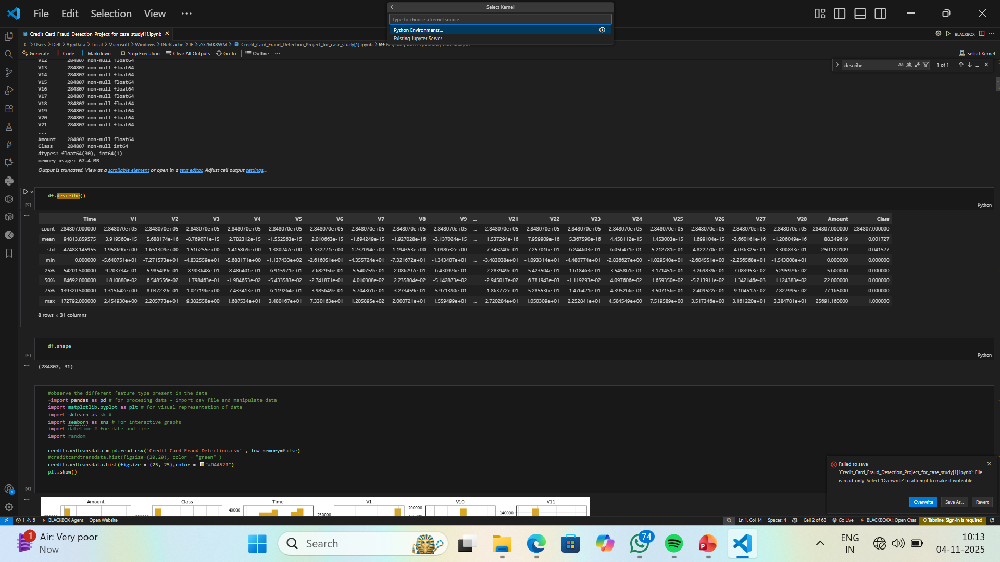 File Edit Selection View ...
Select Kernel
Type to choose a kernel source
Python Environments...
Existing Jupyter Server...
Credit_Card_Fraud_Detection_Project_for_case_study[1].ipynb
BLACKBOX
C: > Users > Dell > AppData > Local > Microsoft > Windows > INetCache > IE > ZG2MK8WM > Credit_Card_Fraud_Detection_Project_for_case_study[1].ipynb > M↓ Begining with Exploratory data analysis
Generate + Code + Markdown Stop Execution Clear All Outputs Go To Outline ...
Select Kernel
describe Aa ab .* 1 of 1
V12 284807 non-null float64
V13 284807 non-null float64
V14 284807 non-null float64
V15 284807 non-null float64
V16 284807 non-null float64
V17 284807 non-null float64
V18 284807 non-null float64
V19 284807 non-null float64
V20 284807 non-null float64
V21 284807 non-null float64
...
Amount 284807 non-null float64
Class 284807 non-null int64
dtypes: float64(30), int64(1)
memory usage: 67.4 MB
Output is truncated. View as a scrollable element or open in a text editor. Adjust cell output settings...
df.describe()
[5]
Python
Time V1 V2 V3 V4 V5 V6 V7 V8 V9 ... V21 V22 V23 V24 V25 V26 V27 V28 Amount Class
count 284807.000000 2.848070e+05 2.848070e+05 2.848070e+05 2.848070e+05 2.848070e+05 2.848070e+05 2.848070e+05 2.848070e+05 2.848070e+05 ... 2.848070e+05 2.848070e+05 2.848070e+05 2.848070e+05 2.848070e+05 2.848070e+05 2.848070e+05 2.848070e+05 284807.000000 284807.000000
mean 94813.859575 3.919560e-15 5.688174e-16 -8.769071e-15 2.782312e-15 -1.552563e-15 2.010663e-15 -1.694249e-15 -1.927028e-16 -3.137024e-15 ... 1.537294e-16 7.959909e-16 5.367590e-16 4.458112e-15 1.453003e-15 1.699104e-15 -3.660161e-16 -1.206049e-16 88.349619 0.001727
std 47488.145955 1.958696e+00 1.651309e+00 1.516255e+00 1.415869e+00 1.380247e+00 1.332271e+00 1.237094e+00 1.194353e+00 1.098632e+00 ... 7.345240e-01 7.257016e-01 6.244603e-01 6.056471e-01 5.212781e-01 4.822270e-01 4.036325e-01 3.300833e-01 250.120109 0.041527
min 0.000000 -5.640751e+01 -7.271573e+01 -4.832559e+01 -5.683171e+00 -1.137433e+02 -2.616051e+01 -4.355724e+01 -7.321672e+01 -1.343407e+01 ... -3.483038e+01 -1.093314e+01 -4.480774e+01 -2.836627e+00 -1.029540e+01 -2.604551e+00 -2.256568e+01 -1.543008e+01 0.000000 0.000000
25% 54201.500000 -9.203734e-01 -5.985499e-01 -8.903648e-01 -8.486401e-01 -6.915971e-01 -7.682956e-01 -5.540759e-01 -2.086297e-01 -6.430976e-01 ... -2.283949e-01 -5.423504e-01 -1.618463e-01 -3.545861e-01 -3.171451e-01 -3.269839e-01 -7.083953e-02 -5.295979e-02 5.600000 0.000000
50% 84692.000000 1.810880e-02 6.548556e-02 1.798463e-01 -1.984653e-02 -5.433583e-02 -2.741871e-01 4.010308e-02 2.235804e-02 -5.142873e-02 ... -2.945017e-02 6.781943e-03 -1.119293e-02 4.097606e-02 1.659350e-02 -5.213911e-02 1.342146e-03 1.124383e-02 22.000000 0.000000
75% 139320.500000 1.315642e+00 8.037239e-01 1.027196e+00 7.433413e-01 6.119264e-01 3.985649e-01 5.704361e-01 3.273459e-01 5.971390e-01 ... 1.863772e-01 5.285536e-01 1.476421e-01 4.395266e-01 3.507156e-01 2.409522e-01 9.104512e-02 7.827995e-02 77.165000 0.000000
max 172792.000000 2.454930e+00 2.205773e+01 9.382558e+00 1.687534e+01 3.480167e+01 7.330163e+01 1.205895e+02 2.000721e+01 1.559499e+01 ... 2.720284e+01 1.050309e+01 2.252841e+01 4.584549e+00 7.519589e+00 3.517346e+00 3.161220e+01 3.384781e+01 25691.160000 1.000000
8 rows × 31 columns
df.shape
[6]
Python
(284807, 31)
#observe the different feature type present in the data
=import pandas as pd # for procesing data - import csv file and manipulate data
import matplotlib.pyplot as plt # for visual representation of data
import sklearn as sk #
import seaborn as sns # for interactive graphs
import datetime # for date and time
import random
creditcardtransdata = pd.read_csv('Credit Card Fraud Detection.csv' , low_memory=False)
#creditcardtransdata.hist(figsize=(20,20), color = "green" )
creditcardtransdata.hist(figsize = (25, 25),color = "#DAA520")
plt.show()
[6]
Failed to save
'Credit_Card_Fraud_Detection_Project_for_case_study[1].ipynb': File
is read-only. Select 'Overwrite' to attempt to make it writeable.
Overwrite Save As... Revert
Amount Class Time V1 V10 V11
40000 250000 200000 140000
1 6 BLACKBOX Agent Open Website
Ln 1, Col 14 Spaces: 4 Cell 2 of 68 Go Live BLACKBOXAI: Open Chat Tabnine: Sign-in is required
1
Air: Very poor
Now
Search
74
ENG
IN
10:13
04-11-2025